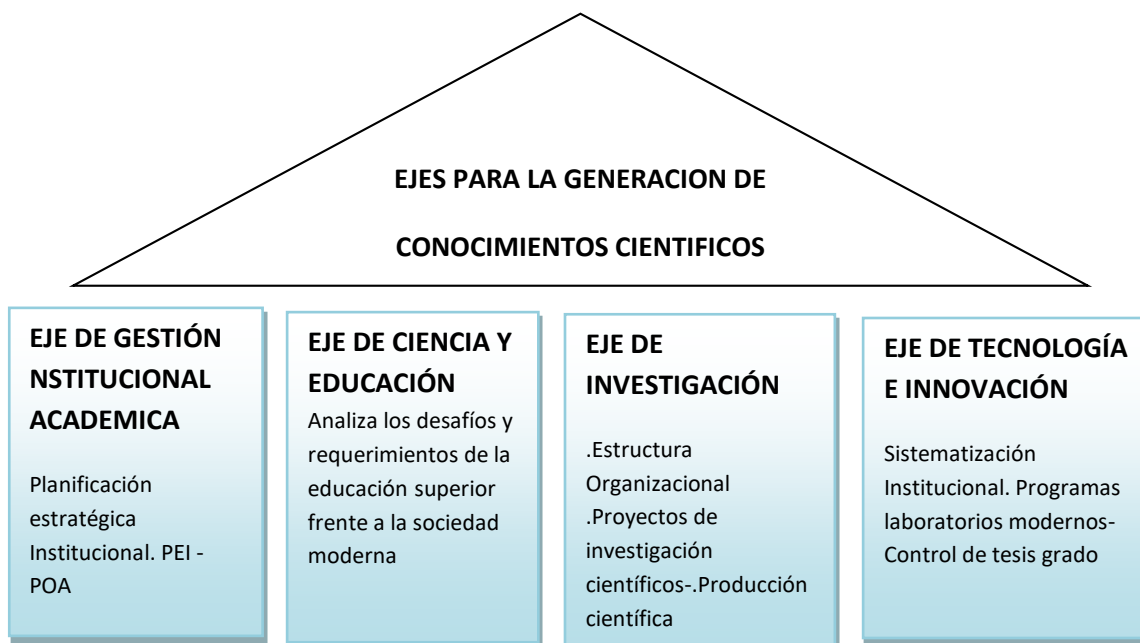 EJES PARA LA GENERACION DE
CONOCIMIENTOS CIENTIFICOS
EJE DE GESTIÓN
NSTITUCIONAL
ACADEMICA
Planificación
estratégica
Institucional. PEI -
POA
EJE DE CIENCIA Y
EDUCACIÓN
Analiza los desafíos y
requerimientos de la
educación superior
frente a la sociedad
moderna
EJE DE
INVESTIGACIÓN
.Estructura
Organizacional
.Proyectos de
investigación
científicos-.Producción
científica
EJE DE TECNOLOGÍA
E INNOVACIÓN
Sistematización
Institucional. Programas
laboratorios modernos-
Control de tesis grado